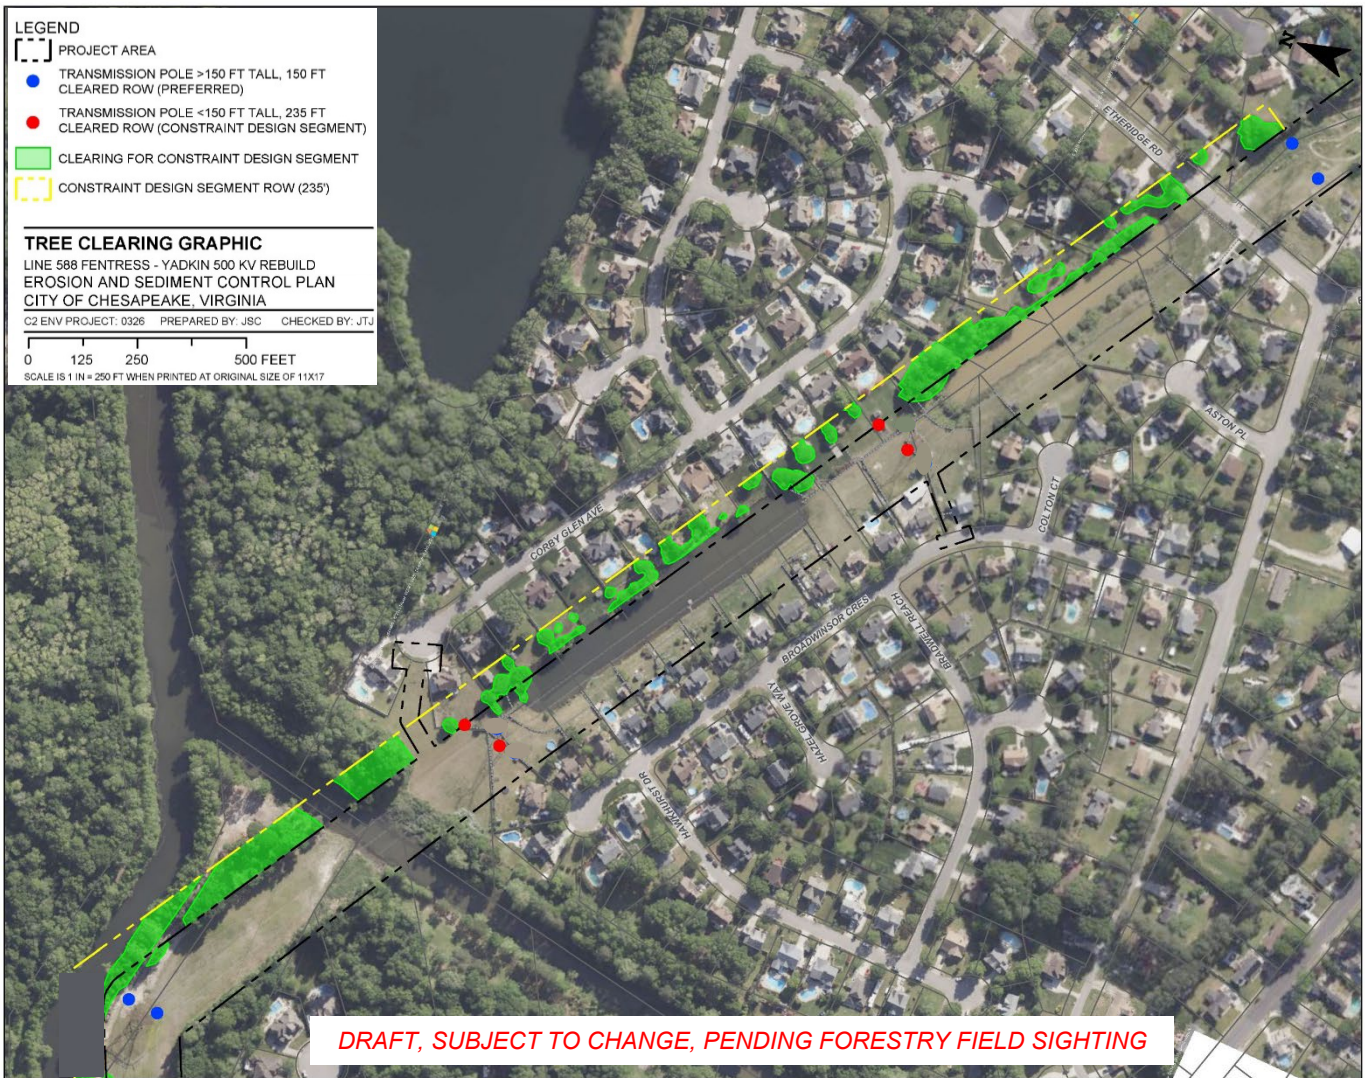 LEGEND
PROJECT AREA
TRANSMISSION POLE >150 FT TALL, 150 FT
CLEARED ROW (PREFERRED)
TRANSMISSION POLE <150 FT TALL, 235 FT
CLEARED ROW (CONSTRAINT DESIGN SEGMENT)
CLEARING FOR CONSTRAINT DESIGN SEGMENT
CONSTRAINT DESIGN SEGMENT ROW (235')
TREE CLEARING GRAPHIC
LINE 588 FENTRESS - YADKIN 500 KV REBUILD
EROSION AND SEDIMENT CONTROL PLAN
CITY OF CHESAPEAKE, VIRGINIA
C2 ENV PROJECT: 0326 PREPARED BY: JSC CHECKED BY: JTJ
0 125 250 500 FEET
SCALE IS 1 IN = 250 FT WHEN PRINTED AT ORIGINAL SIZE OF 11X17
N
ETHERIDGE RD
ASTON PL
COLTON CT
CORBY GLEN AVE
BROADWINSOR CRES
BRADWELL REACH
HAZEL GROVE WAY
HAWKHURST DR
DRAFT, SUBJECT TO CHANGE, PENDING FORESTRY FIELD SIGHTING